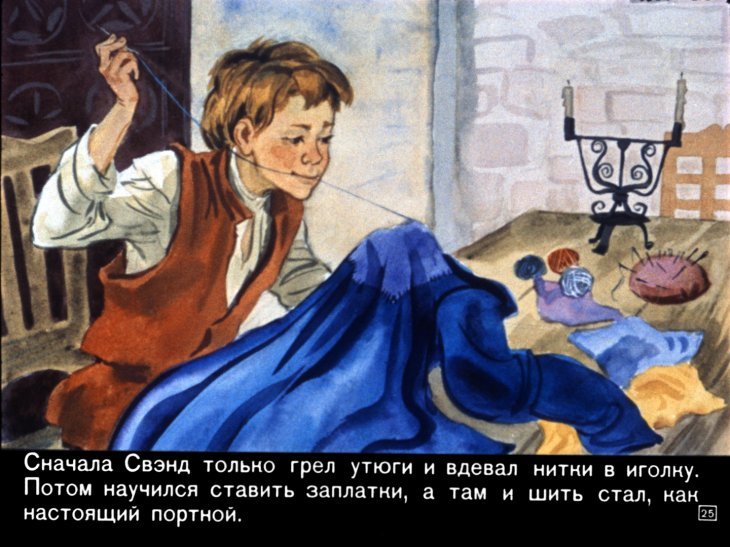 Сначала Свэнд только грел утюги и вдевал нитки в иголку.
Потом научился ставить заплатки, а там и шить стал, как
настоящий портной.
25